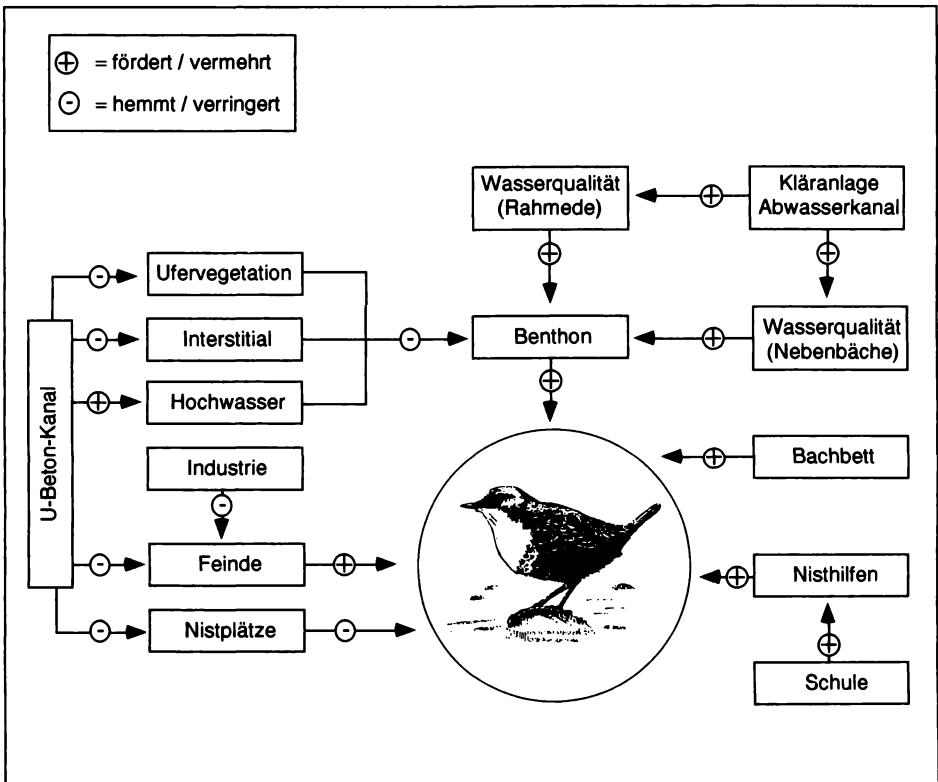 + = fördert / vermehrt
- = hemmt / verringert
Wasserqualität
(Rahmede)
+
Kläranlage
Abwasserkanal
+
+
-
Ufervegetation
-
Interstitial
-
Benthon
+
Wasserqualität
(Nebenbäche)
+
Hochwasser
+
U-Beton-Kanal
Industrie
-
+
Bachbett
-
Feinde
+
+
Nisthilfen
-
Nistplätze
-
+
Schule